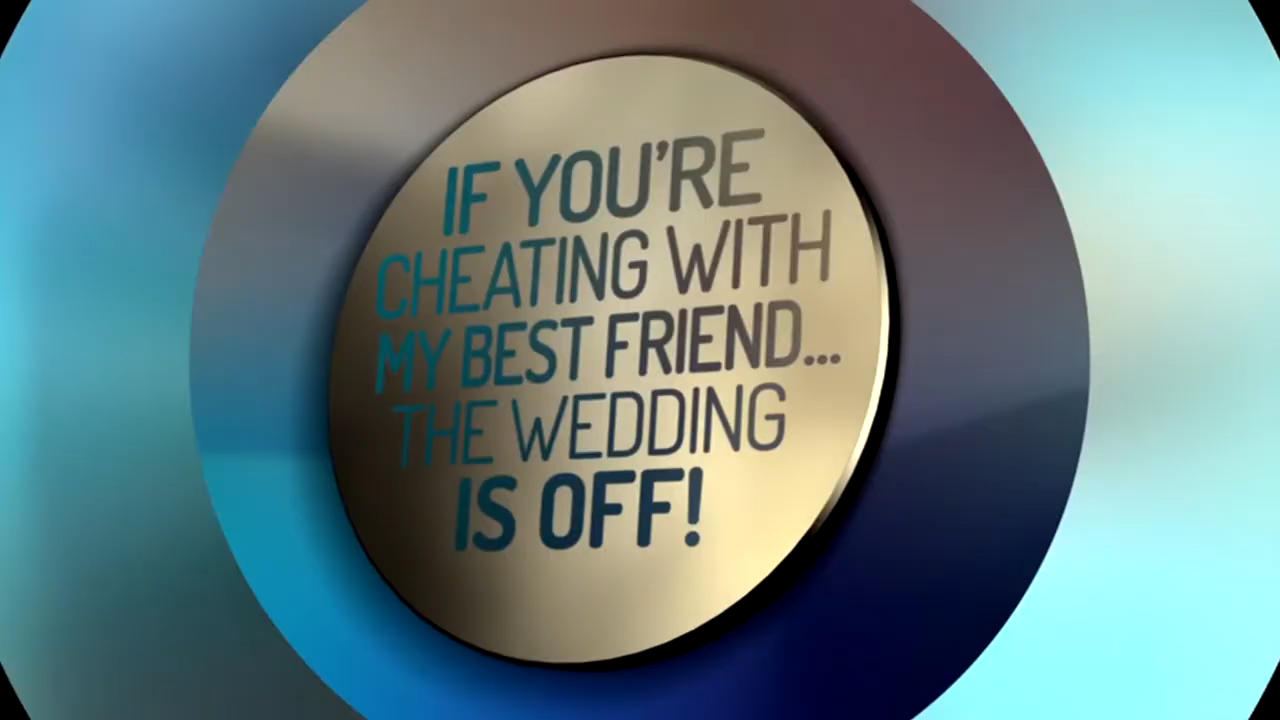 IF YOU'RE
CHEATING WITH
MY BEST FRIEND...
THE WEDDING
IS OFF!